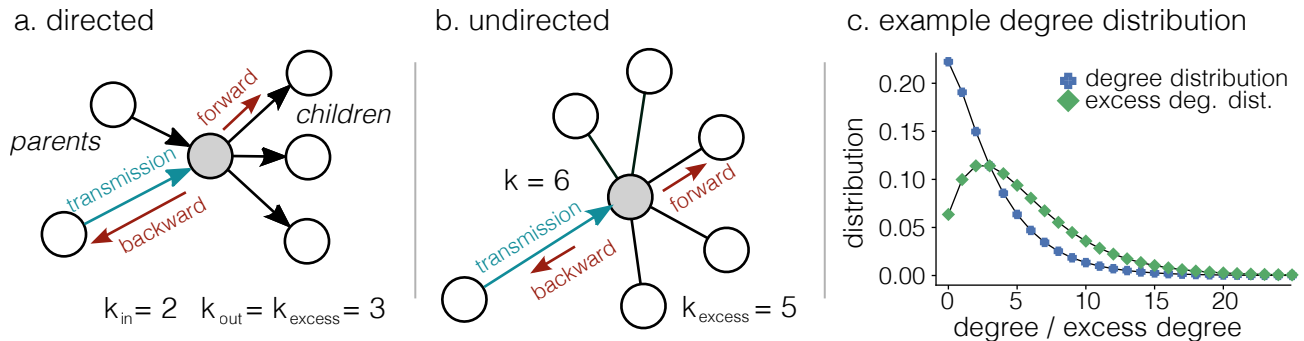 a. directed
parents
forward
children
transmission
backward
k_in = 2 k_out = k_excess = 3
b. undirected
k = 6
forward
transmission
backward
k_excess = 5
c. example degree distribution
degree distribution
excess deg. dist.
distribution
0.20
0.15
0.10
0.05
0.00
0
5
10
15
20
degree / excess degree